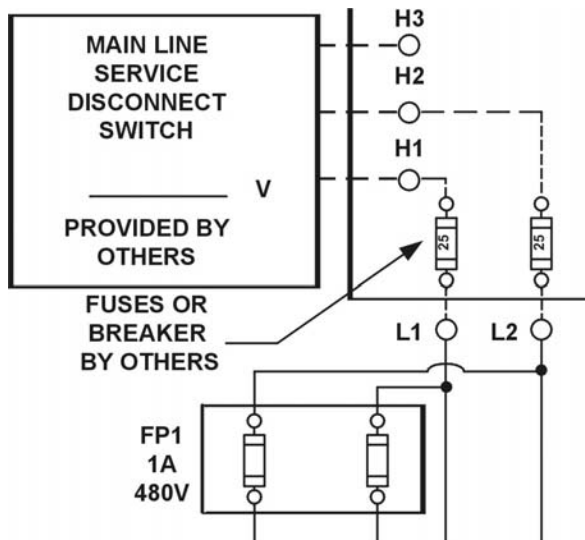 MAIN LINE
SERVICE
DISCONNECT
SWITCH
V
PROVIDED BY
OTHERS
H3
H2
H1
25
25
FUSES OR
BREAKER
BY OTHERS
L1
L2
FP1
1A
480V